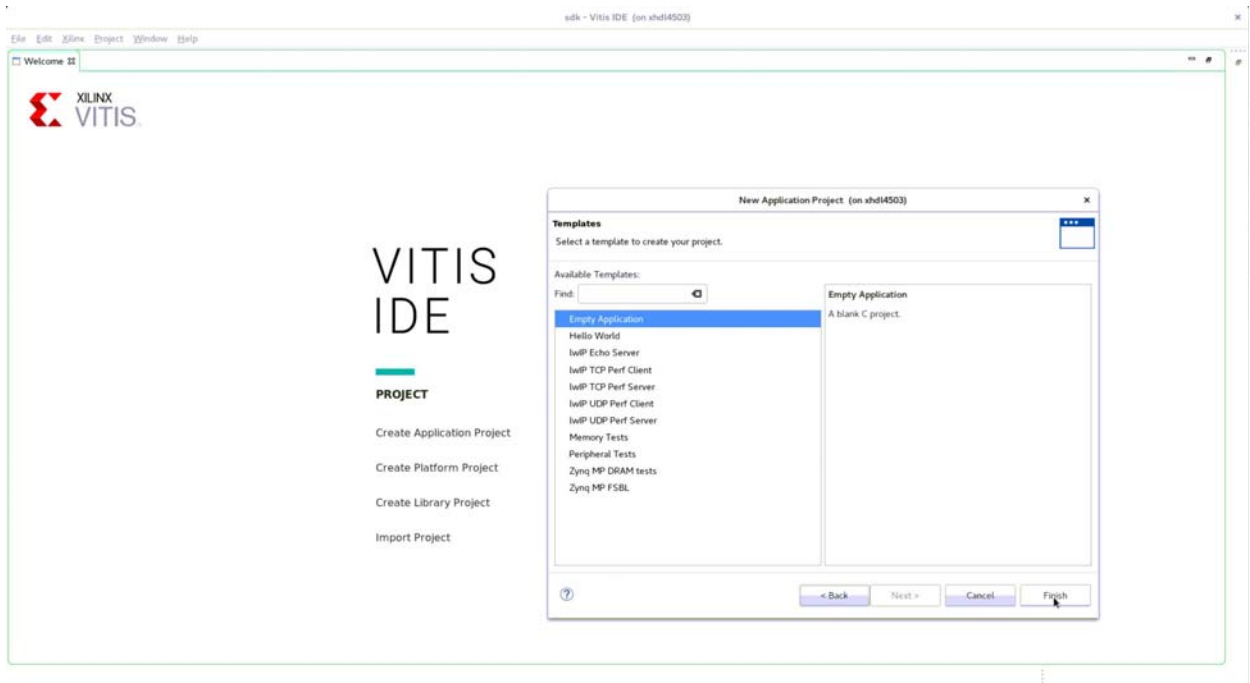 sdk - Vitis IDE (on xhdl4503)
File Edit Xilinx Project Window Help
Welcome
XILINX
VITIS.
VITIS
IDE
PROJECT
Create Application Project
Create Platform Project
Create Library Project
Import Project
New Application Project (on xhdl4503)
Templates
Select a template to create your project.
Available Templates:
Find:
Empty Application
Hello World
lwIP Echo Server
lwIP TCP Perf Client
lwIP TCP Perf Server
lwIP UDP Perf Client
lwIP UDP Perf Server
Memory Tests
Peripheral Tests
Zynq MP DRAM tests
Zynq MP FSBL
Empty Application
A blank C project.
< Back Next > Cancel Finish